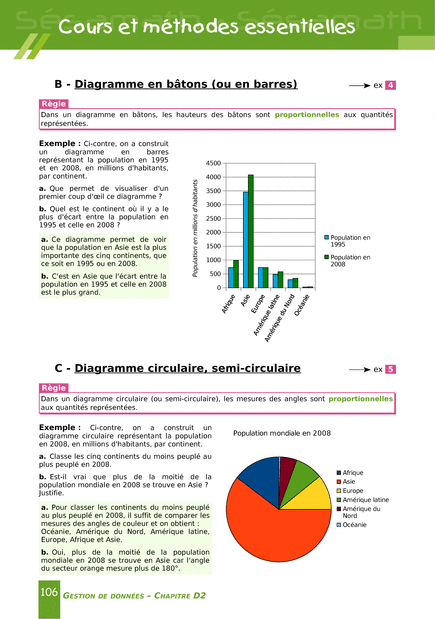 Sésamath Sésamath
Cours et méthodes essentielles
B - Diagramme en bâtons (ou en barres)
ex 4
Règle
Dans un diagramme en bâtons, les hauteurs des bâtons sont proportionnelles aux quantités
représentées.
Exemple : Ci-contre, on a construit
un diagramme en barres
représentant la population en 1995
et en 2008, en millions d'habitants,
par continent.
a. Que permet de visualiser d'un
premier coup d'œil ce diagramme ?
b. Quel est le continent où il y a le
plus d'écart entre la population en
1995 et celle en 2008 ?
a. Ce diagramme permet de voir
que la population en Asie est la plus
importante des cinq continents, que
ce soit en 1995 ou en 2008.
b. C'est en Asie que l'écart entre la
population en 1995 et celle en 2008
est le plus grand.
Population en millions d'habitants
4500
4000
3500
3000
2500
2000
1500
1000
500
0
Afrique
Asie
Europe
Amérique latine
Amérique du Nord
Océanie
Population en
1995
Population en
2008
C - Diagramme circulaire, semi-circulaire
ex 5
Règle
Dans un diagramme circulaire (ou semi-circulaire), les mesures des angles sont proportionnelles
aux quantités représentées.
Exemple : Ci-contre, on a construit un
diagramme circulaire représentant la population
en 2008, en millions d'habitants, par continent.
a. Classe les cinq continents du moins peuplé au
plus peuplé en 2008.
b. Est-il vrai que plus de la moitié de la
population mondiale en 2008 se trouve en Asie ?
Justifie.
a. Pour classer les continents du moins peuplé
au plus peuplé en 2008, il suffit de comparer les
mesures des angles de couleur et on obtient :
Océanie, Amérique du Nord, Amérique latine,
Europe, Afrique et Asie.
b. Oui, plus de la moitié de la population
mondiale en 2008 se trouve en Asie car l'angle
du secteur orange mesure plus de 180°.
Population mondiale en 2008
Afrique
Asie
Europe
Amérique latine
Amérique du
Nord
Océanie
106 Gestion de données – Chapitre D2